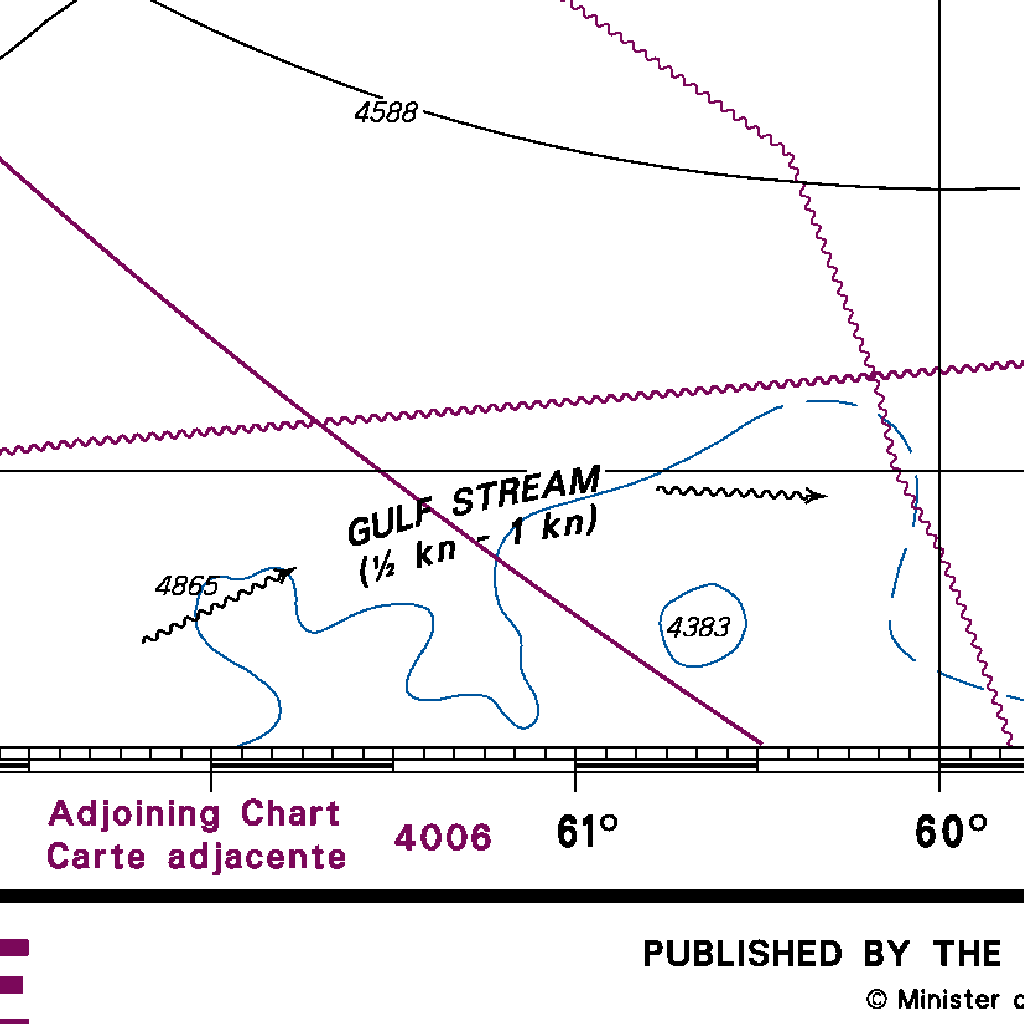 4588
GULF STREAM
(½ kn - 1 kn)
4865
4383
Adjoining Chart
Carte adjacente
4006
61°
60°
PUBLISHED BY THE
© Minister